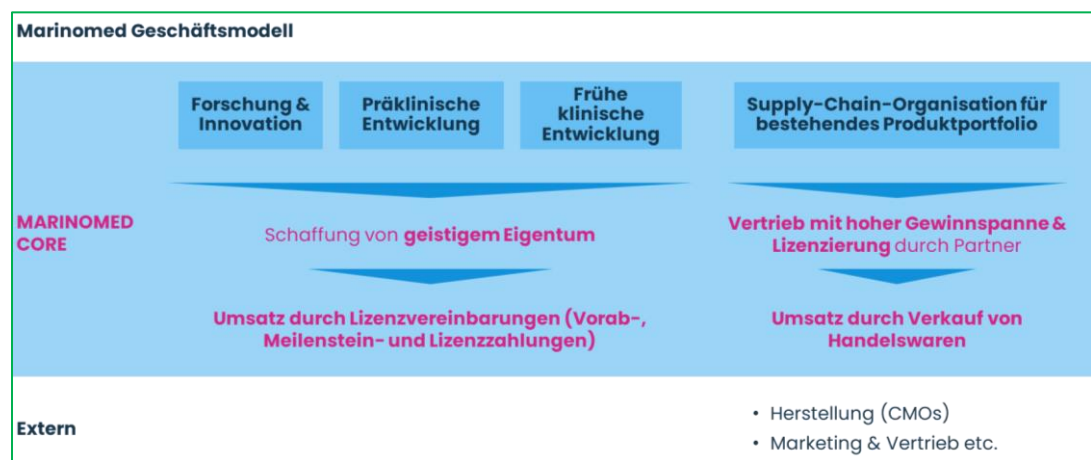 Marinomed Geschäftsmodell
Forschung &
Innovation
Präklinische
Entwicklung
Frühe
klinische
Entwicklung
Supply-Chain-Organisation für
bestehendes Produktportfolio
MARINOMED
CORE
Schaffung von geistigem Eigentum
Vertrieb mit hoher Gewinnspanne &
Lizenzierung durch Partner
Umsatz durch Lizenzvereinbarungen (Vorab-,
Meilenstein- und Lizenzzahlungen)
Umsatz durch Verkauf von
Handelswaren
Extern
• Herstellung (CMOs)
• Marketing & Vertrieb etc.